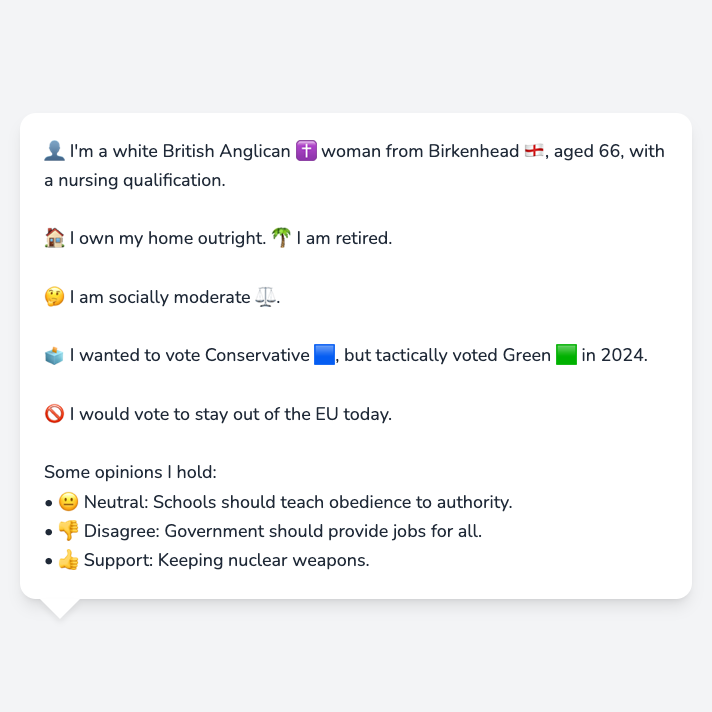 👤 I'm a white British Anglican ✝️ woman from Birkenhead 🏴󠁧󠁢󠁥󠁮󠁧󠁿, aged 66, with
a nursing qualification.
🏠 I own my home outright. 🌴 I am retired.
🤔 I am socially moderate ⚖️.
🗳️ I wanted to vote Conservative 🟦, but tactically voted Green 🟩 in 2024.
🚫 I would vote to stay out of the EU today.
Some opinions I hold:
• 😐 Neutral: Schools should teach obedience to authority.
• 👎 Disagree: Government should provide jobs for all.
• 👍 Support: Keeping nuclear weapons.